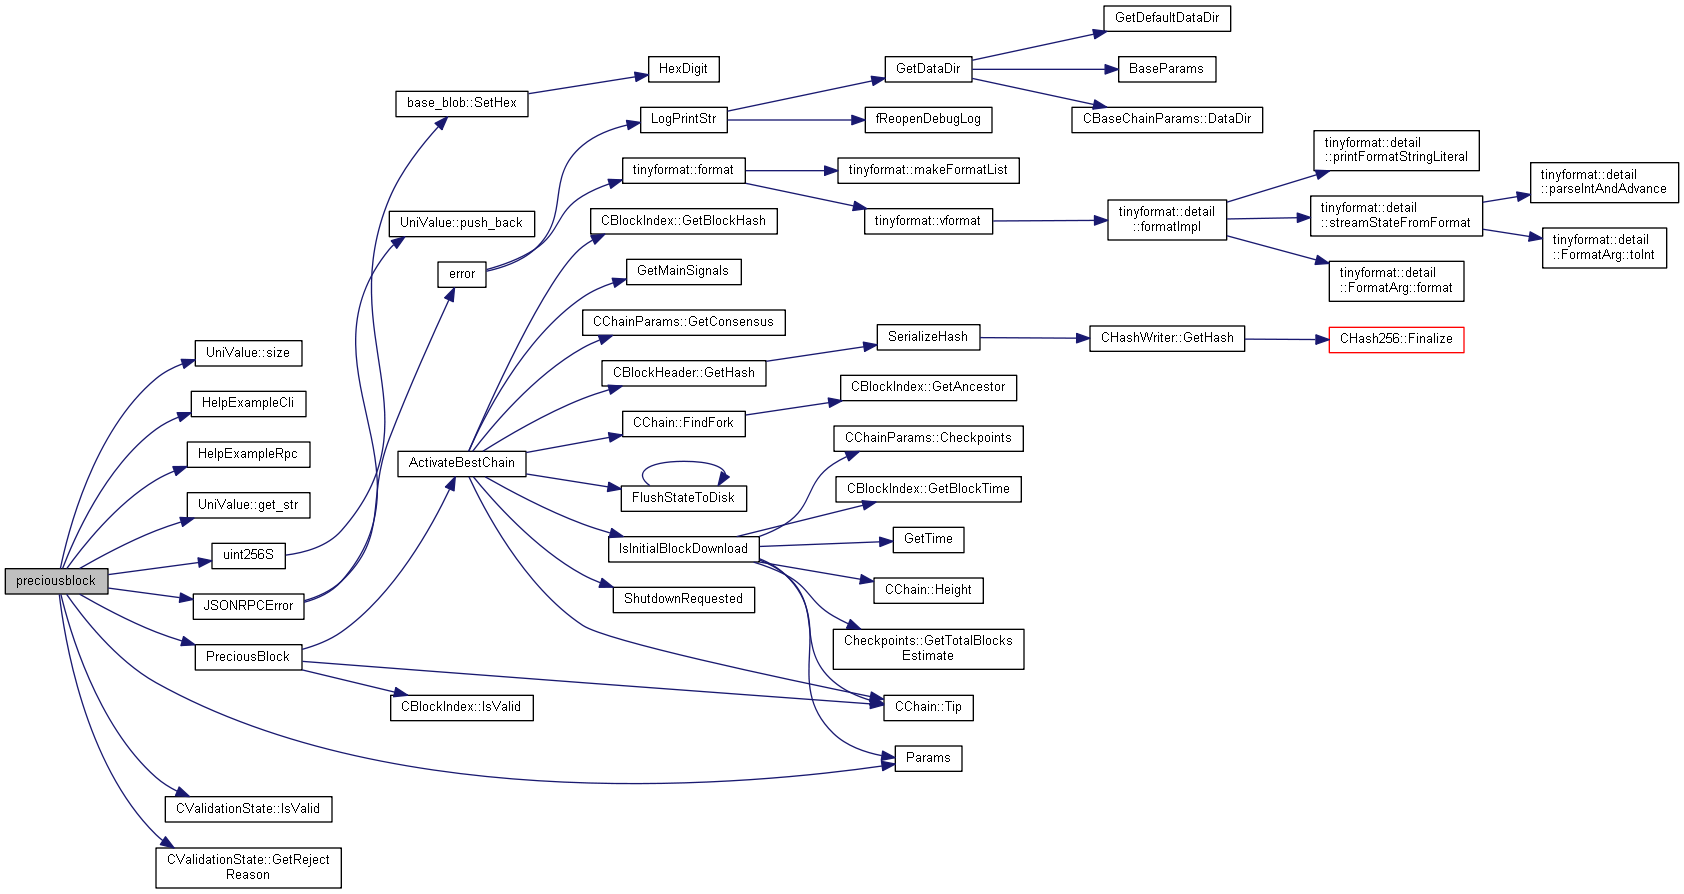 GetDefaultDataDir
HexDigit
GetDataDir
BaseParams
base_blob::SetHex
LogPrintStr
fReopenDebugLog
CBaseChainParams::DataDir
tinyformat::detail
::printFormatStringLiteral
tinyformat::format
tinyformat::makeFormatList
tinyformat::detail
::parseIntAndAdvance
UniValue::push_back
CBlockIndex::GetBlockHash
tinyformat::vformat
tinyformat::detail
::formatImpl
tinyformat::detail
::streamStateFromFormat
tinyformat::detail
::FormatArg::toInt
error
GetMainSignals
tinyformat::detail
::FormatArg::format
CChainParams::GetConsensus
SerializeHash
CHashWriter::GetHash
CHash256::Finalize
UniValue::size
CBlockHeader::GetHash
CBlockIndex::GetAncestor
HelpExampleCli
CChain::FindFork
CChainParams::Checkpoints
HelpExampleRpc
ActivateBestChain
CBlockIndex::GetBlockTime
UniValue::get_str
FlushStateToDisk
GetTime
uint256S
IsInitialBlockDownload
preciousblock
CChain::Height
JSONRPCError
ShutdownRequested
Checkpoints::GetTotalBlocks
Estimate
PreciousBlock
CBlockIndex::IsValid
CChain::Tip
Params
CValidationState::IsValid
CValidationState::GetReject
Reason